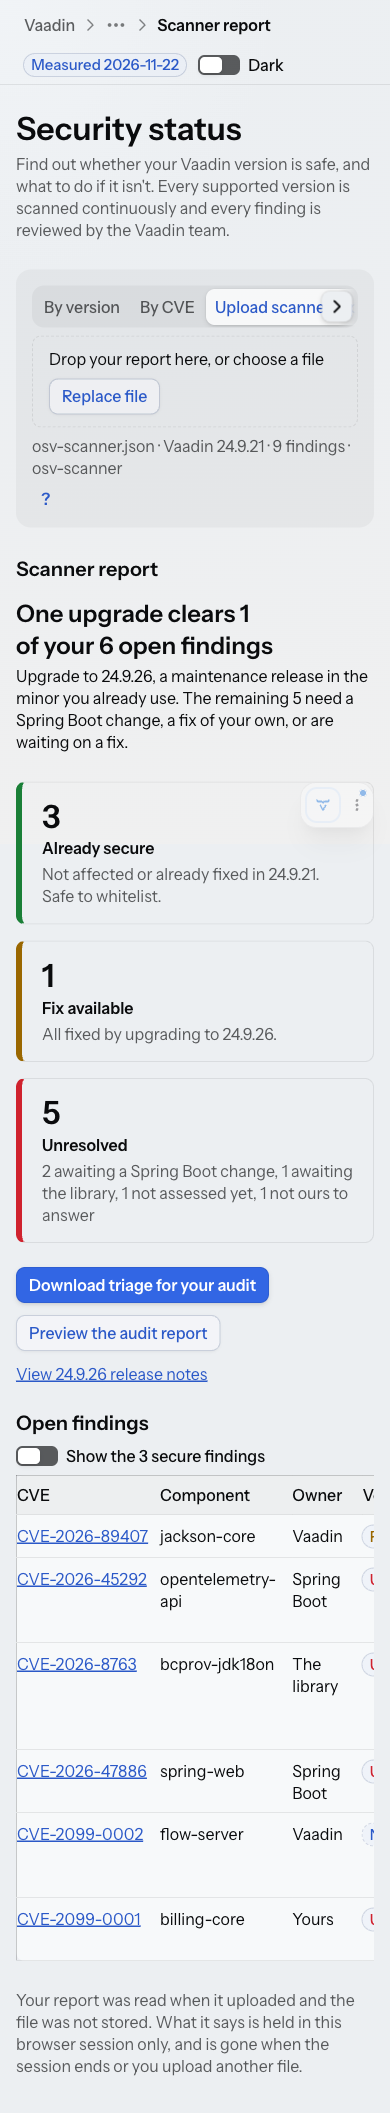 Vaadin > ··· > Scanner report
Measured 2026-11-22 Dark
Security status
Find out whether your Vaadin version is safe, and
what to do if it isn't. Every supported version is
scanned continuously and every finding is
reviewed by the Vaadin team.
By version By CVE Upload scanne
Drop your report here, or choose a file
Replace file
osv-scanner.json · Vaadin 24.9.21 · 9 findings ·
osv-scanner
?
Scanner report
One upgrade clears 1
of your 6 open findings
Upgrade to 24.9.26, a maintenance release in the
minor you already use. The remaining 5 need a
Spring Boot change, a fix of your own, or are
waiting on a fix.
3
Already secure
Not affected or already fixed in 24.9.21.
Safe to whitelist.
1
Fix available
All fixed by upgrading to 24.9.26.
5
Unresolved
2 awaiting a Spring Boot change, 1 awaiting
the library, 1 not assessed yet, 1 not ours to
answer
Download triage for your audit
Preview the audit report
View 24.9.26 release notes
Open findings
Show the 3 secure findings
CVE Component Owner
CVE-2026-89407 jackson-core Vaadin
CVE-2026-45292 opentelemetry- Spring
api Boot
CVE-2026-8763 bcprov-jdk18on The
library
CVE-2026-47886 spring-web Spring
Boot
CVE-2099-0002 flow-server Vaadin
CVE-2099-0001 billing-core Yours
Your report was read when it uploaded and the
file was not stored. What it says is held in this
browser session only, and is gone when the
session ends or you upload another file.